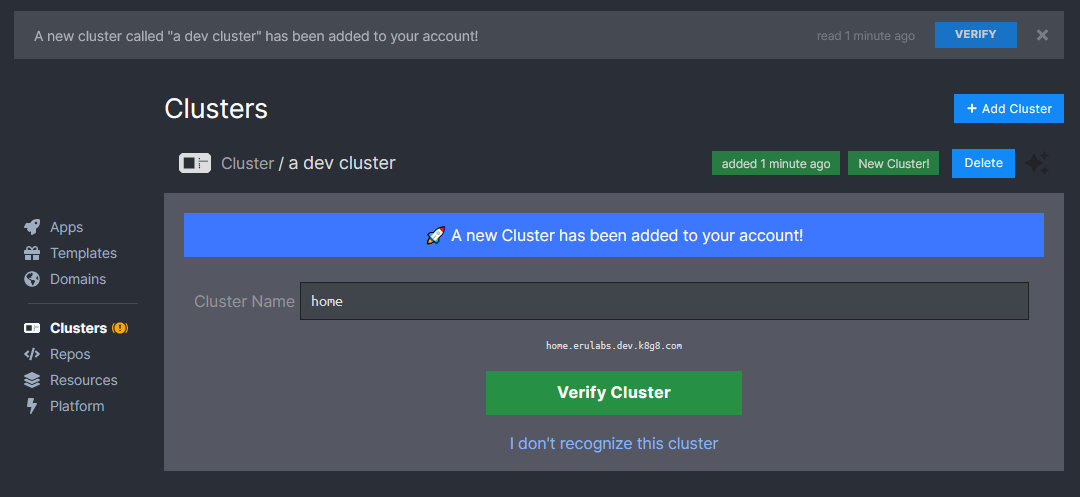 A new cluster called "a dev cluster" has been added to your account!
read 1 minute ago
VERIFY
Clusters
+ Add Cluster
Cluster / a dev cluster
added 1 minute ago
New Cluster!
Delete
Apps
Templates
Domains
Clusters
Repos
Resources
Platform
🚀 A new Cluster has been added to your account!
Cluster Name home
home.erulabs.dev.k8g8.com
Verify Cluster
I don't recognize this cluster